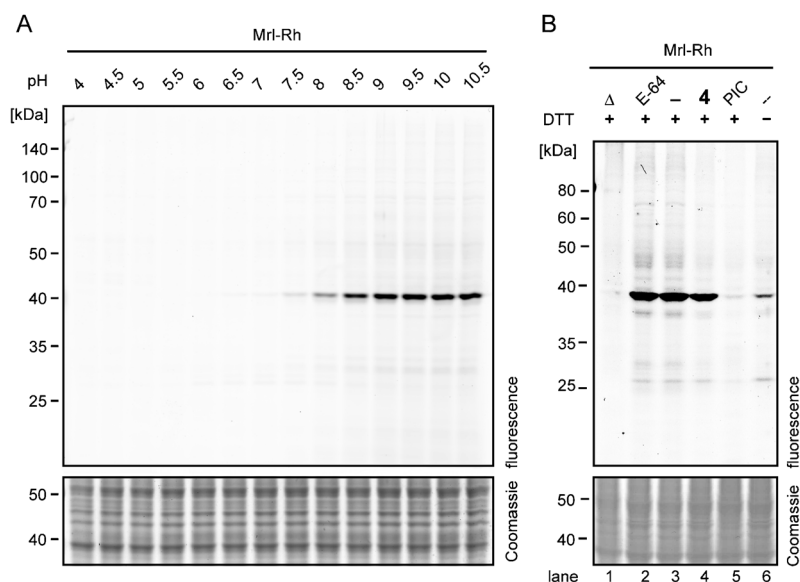 A
Mrl-Rh
pH 4 4.5 5 5.5 6 6.5 7 7.5 8 8.5 9 9.5 10 10.5
[kDa]
140
100
70
50
40
35
25
fluorescence
50
40
Coomassie
B
Mrl-Rh
Δ E-64 – 4 PIC --
DTT + + + + + –
[kDa]
80
60
50
40
35
25
fluorescence
50
40
Coomassie
lane 1 2 3 4 5 6